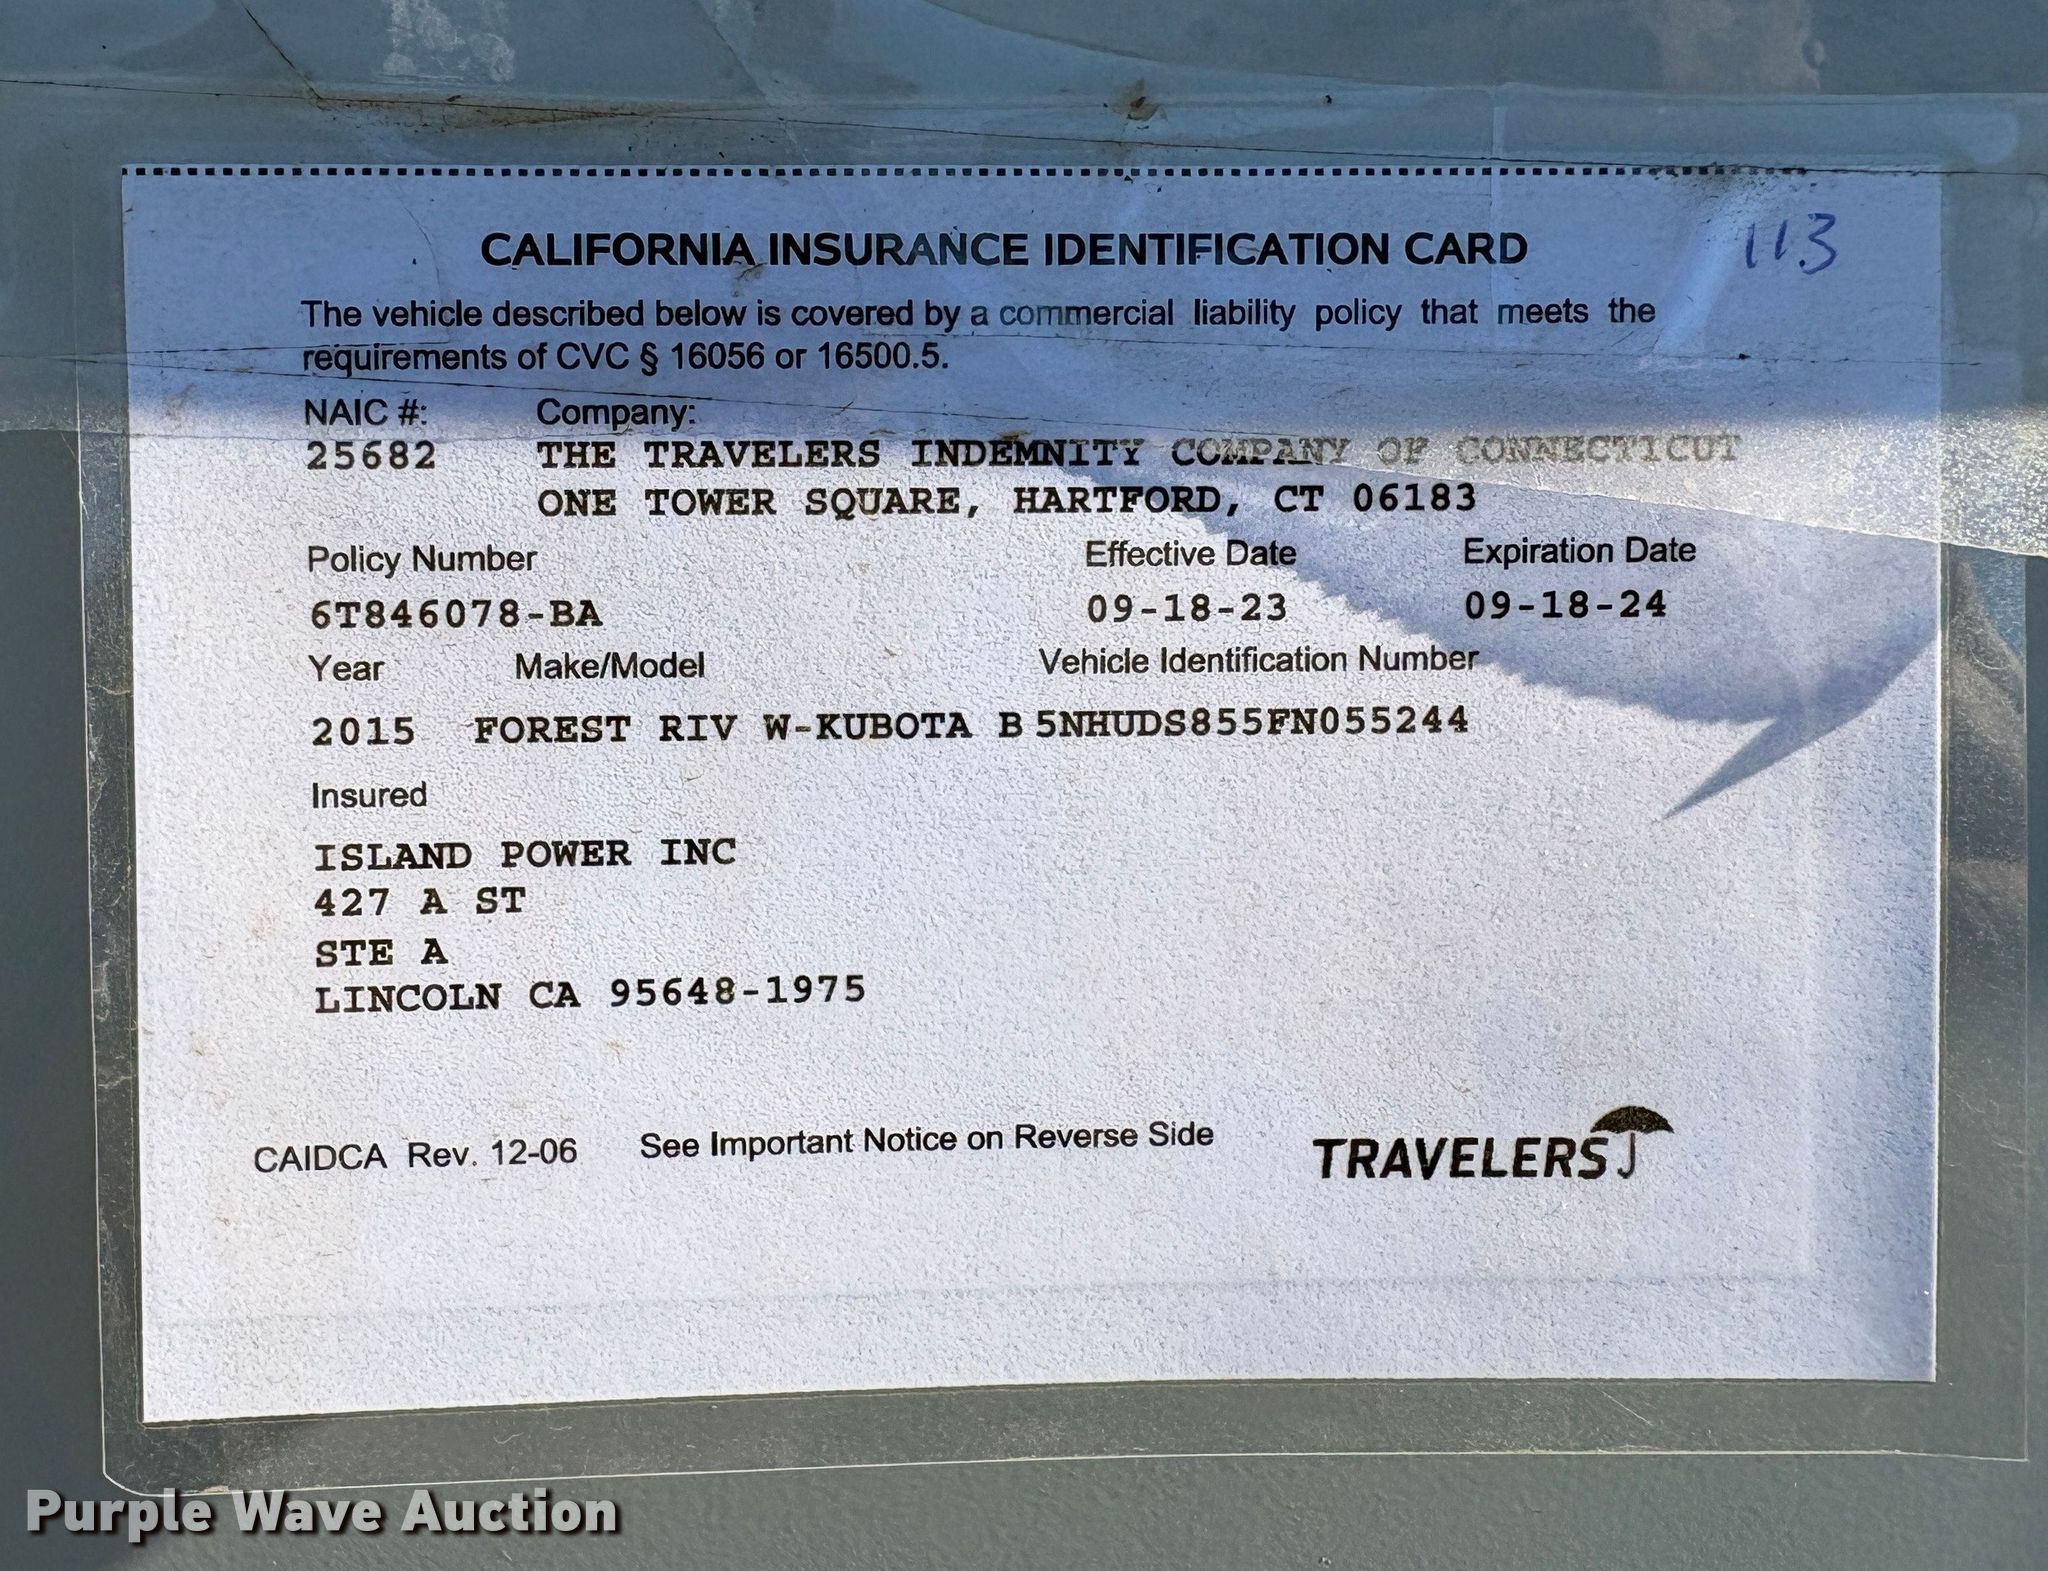 113
CALIFORNIA INSURANCE IDENTIFICATION CARD
The vehicle described below is covered by a commercial liability policy that meets the
requirements of CVC § 16056 or 16500.5.
NAIC #: Company:
25682 THE TRAVELERS INDEMNITY COMPANY OF CONNECTICUT
ONE TOWER SQUARE, HARTFORD, CT 06183
Policy Number Effective Date Expiration Date
6T846078-BA 09-18-23 09-18-24
Year Make/Model Vehicle Identification Number
2015 FOREST RIV W-KUBOTA B 5NHUDS855FN055244
Insured
ISLAND POWER INC
427 A ST
STE A
LINCOLN CA 95648-1975
CAIDCA Rev. 12-06 See Important Notice on Reverse Side TRAVELERS
Purple Wave Auction